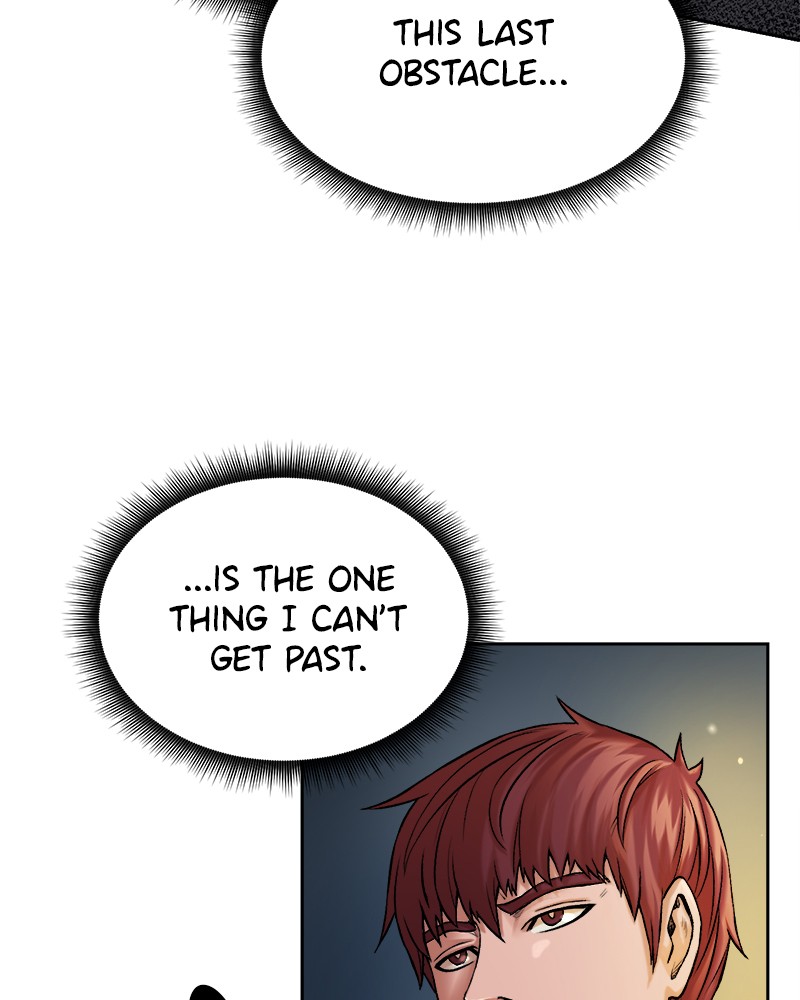 THIS LAST
OBSTACLE...
...IS THE ONE
THING I CAN'T
GET PAST.